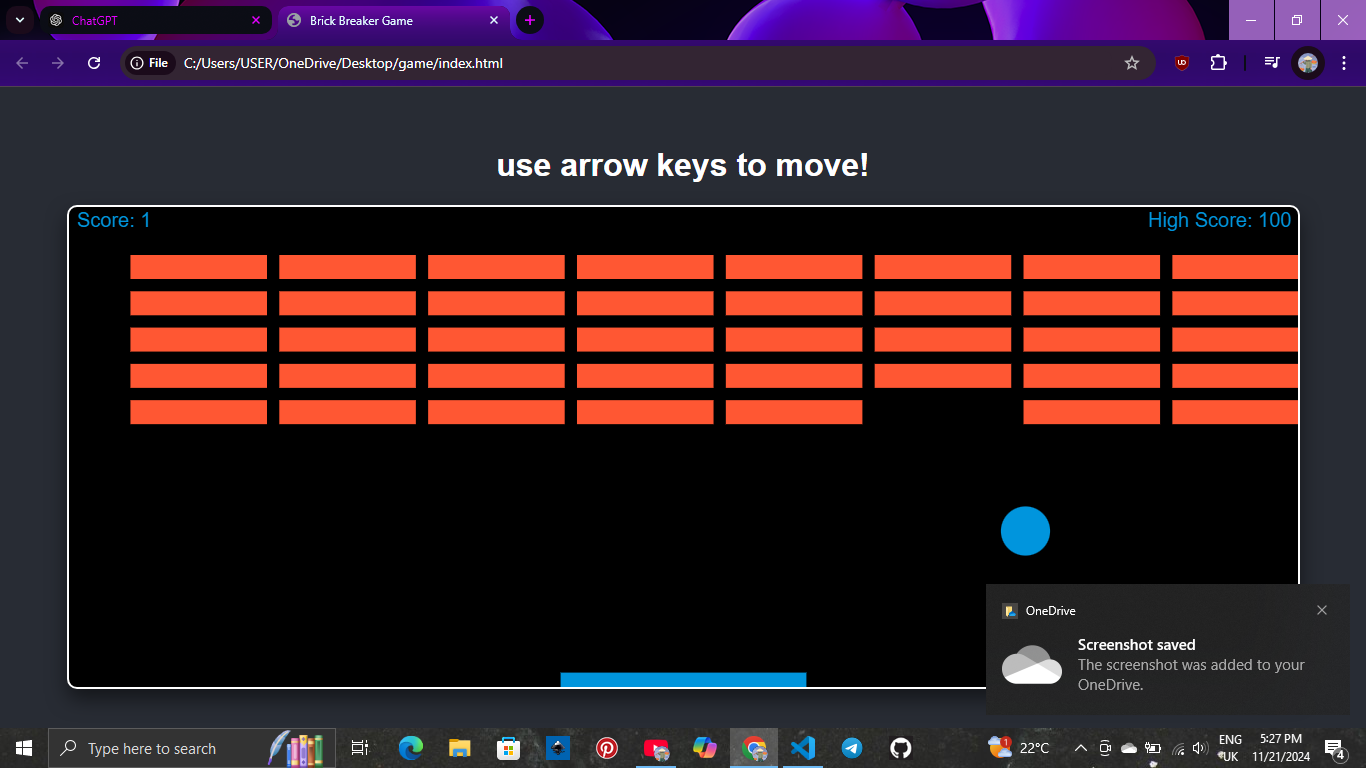 ChatGPT
Brick Breaker Game
File
C:/Users/USER/OneDrive/Desktop/game/index.html
use arrow keys to move!
Score: 1
High Score: 100
OneDrive
Screenshot saved
The screenshot was added to your
OneDrive.
Type here to search
1
22°C
ENG
UK
5:27 PM
11/21/2024
4